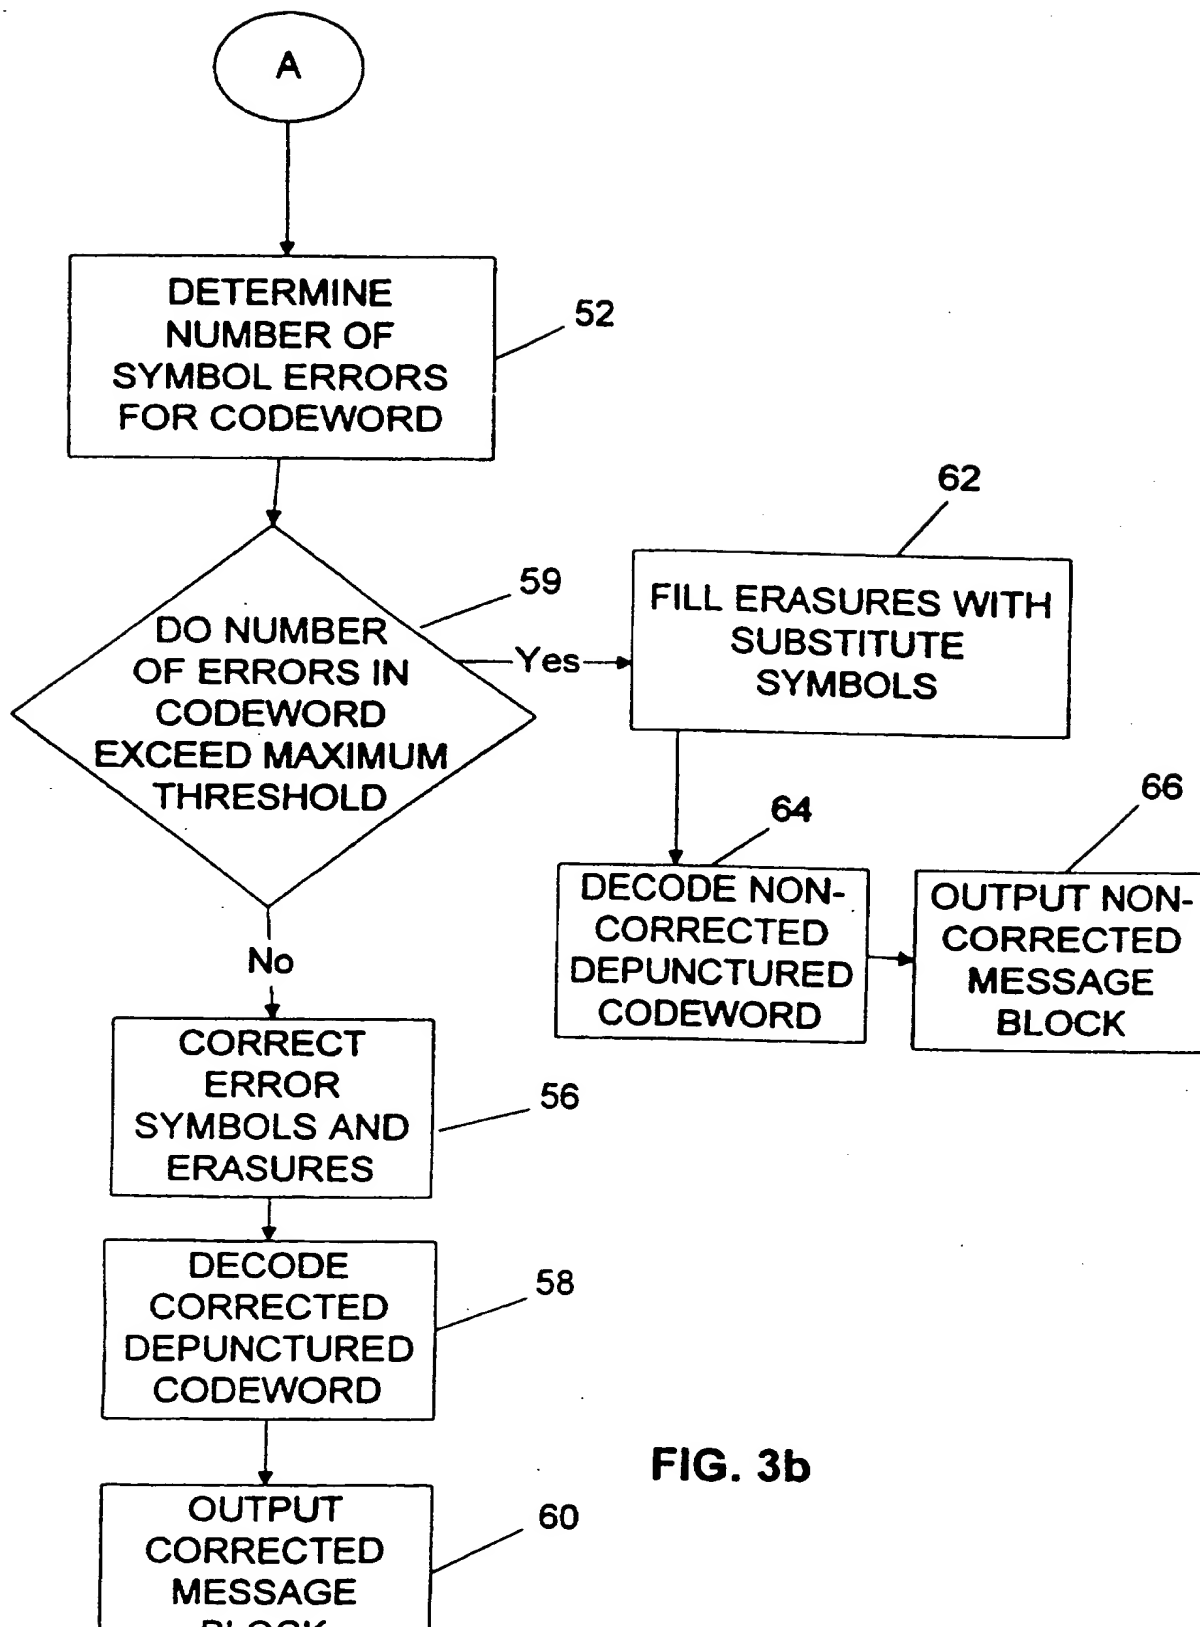 A
DETERMINE
NUMBER OF
SYMBOL ERRORS
FOR CODEWORD
52
DO NUMBER
OF ERRORS IN
CODEWORD
EXCEED MAXIMUM
THRESHOLD
59
Yes
62
FILL ERASURES WITH
SUBSTITUTE
SYMBOLS
64
DECODE NON-
CORRECTED
DEPUNCTURED
CODEWORD
66
OUTPUT NON-
CORRECTED
MESSAGE
BLOCK
No
CORRECT
ERROR
SYMBOLS AND
ERASURES
56
DECODE
CORRECTED
DEPUNCTURED
CODEWORD
58
OUTPUT
CORRECTED
MESSAGE
BLOCK
60
FIG. 3b